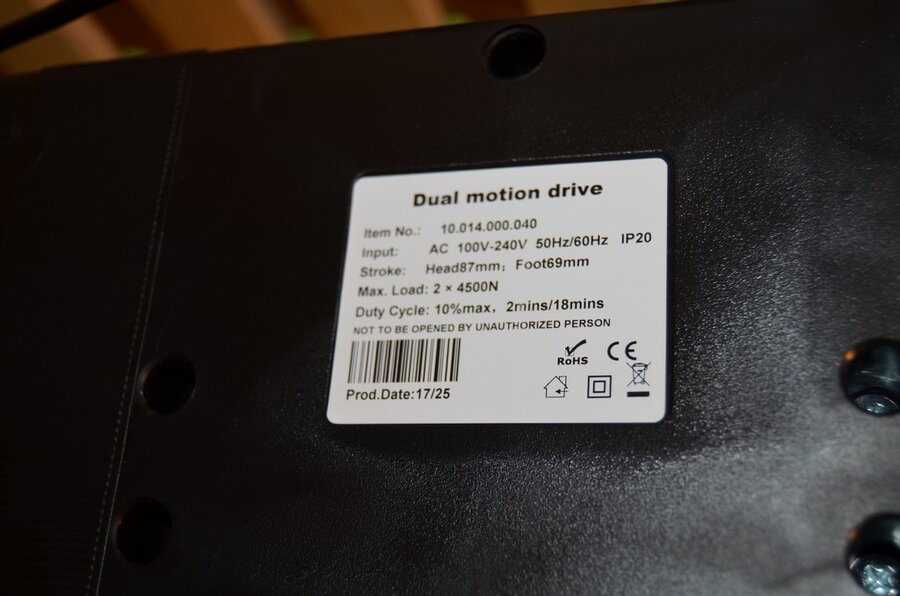 Dual motion drive
Item No.: 10.014.000.040
Input: AC 100V-240V 50Hz/60Hz IP20
Stroke: Head87mm; Foot69mm
Max. Load: 2 × 4500N
Duty Cycle: 10%max, 2mins/18mins
NOT TO BE OPENED BY UNAUTHORIZED PERSON
RoHS CE
Prod.Date:17/25